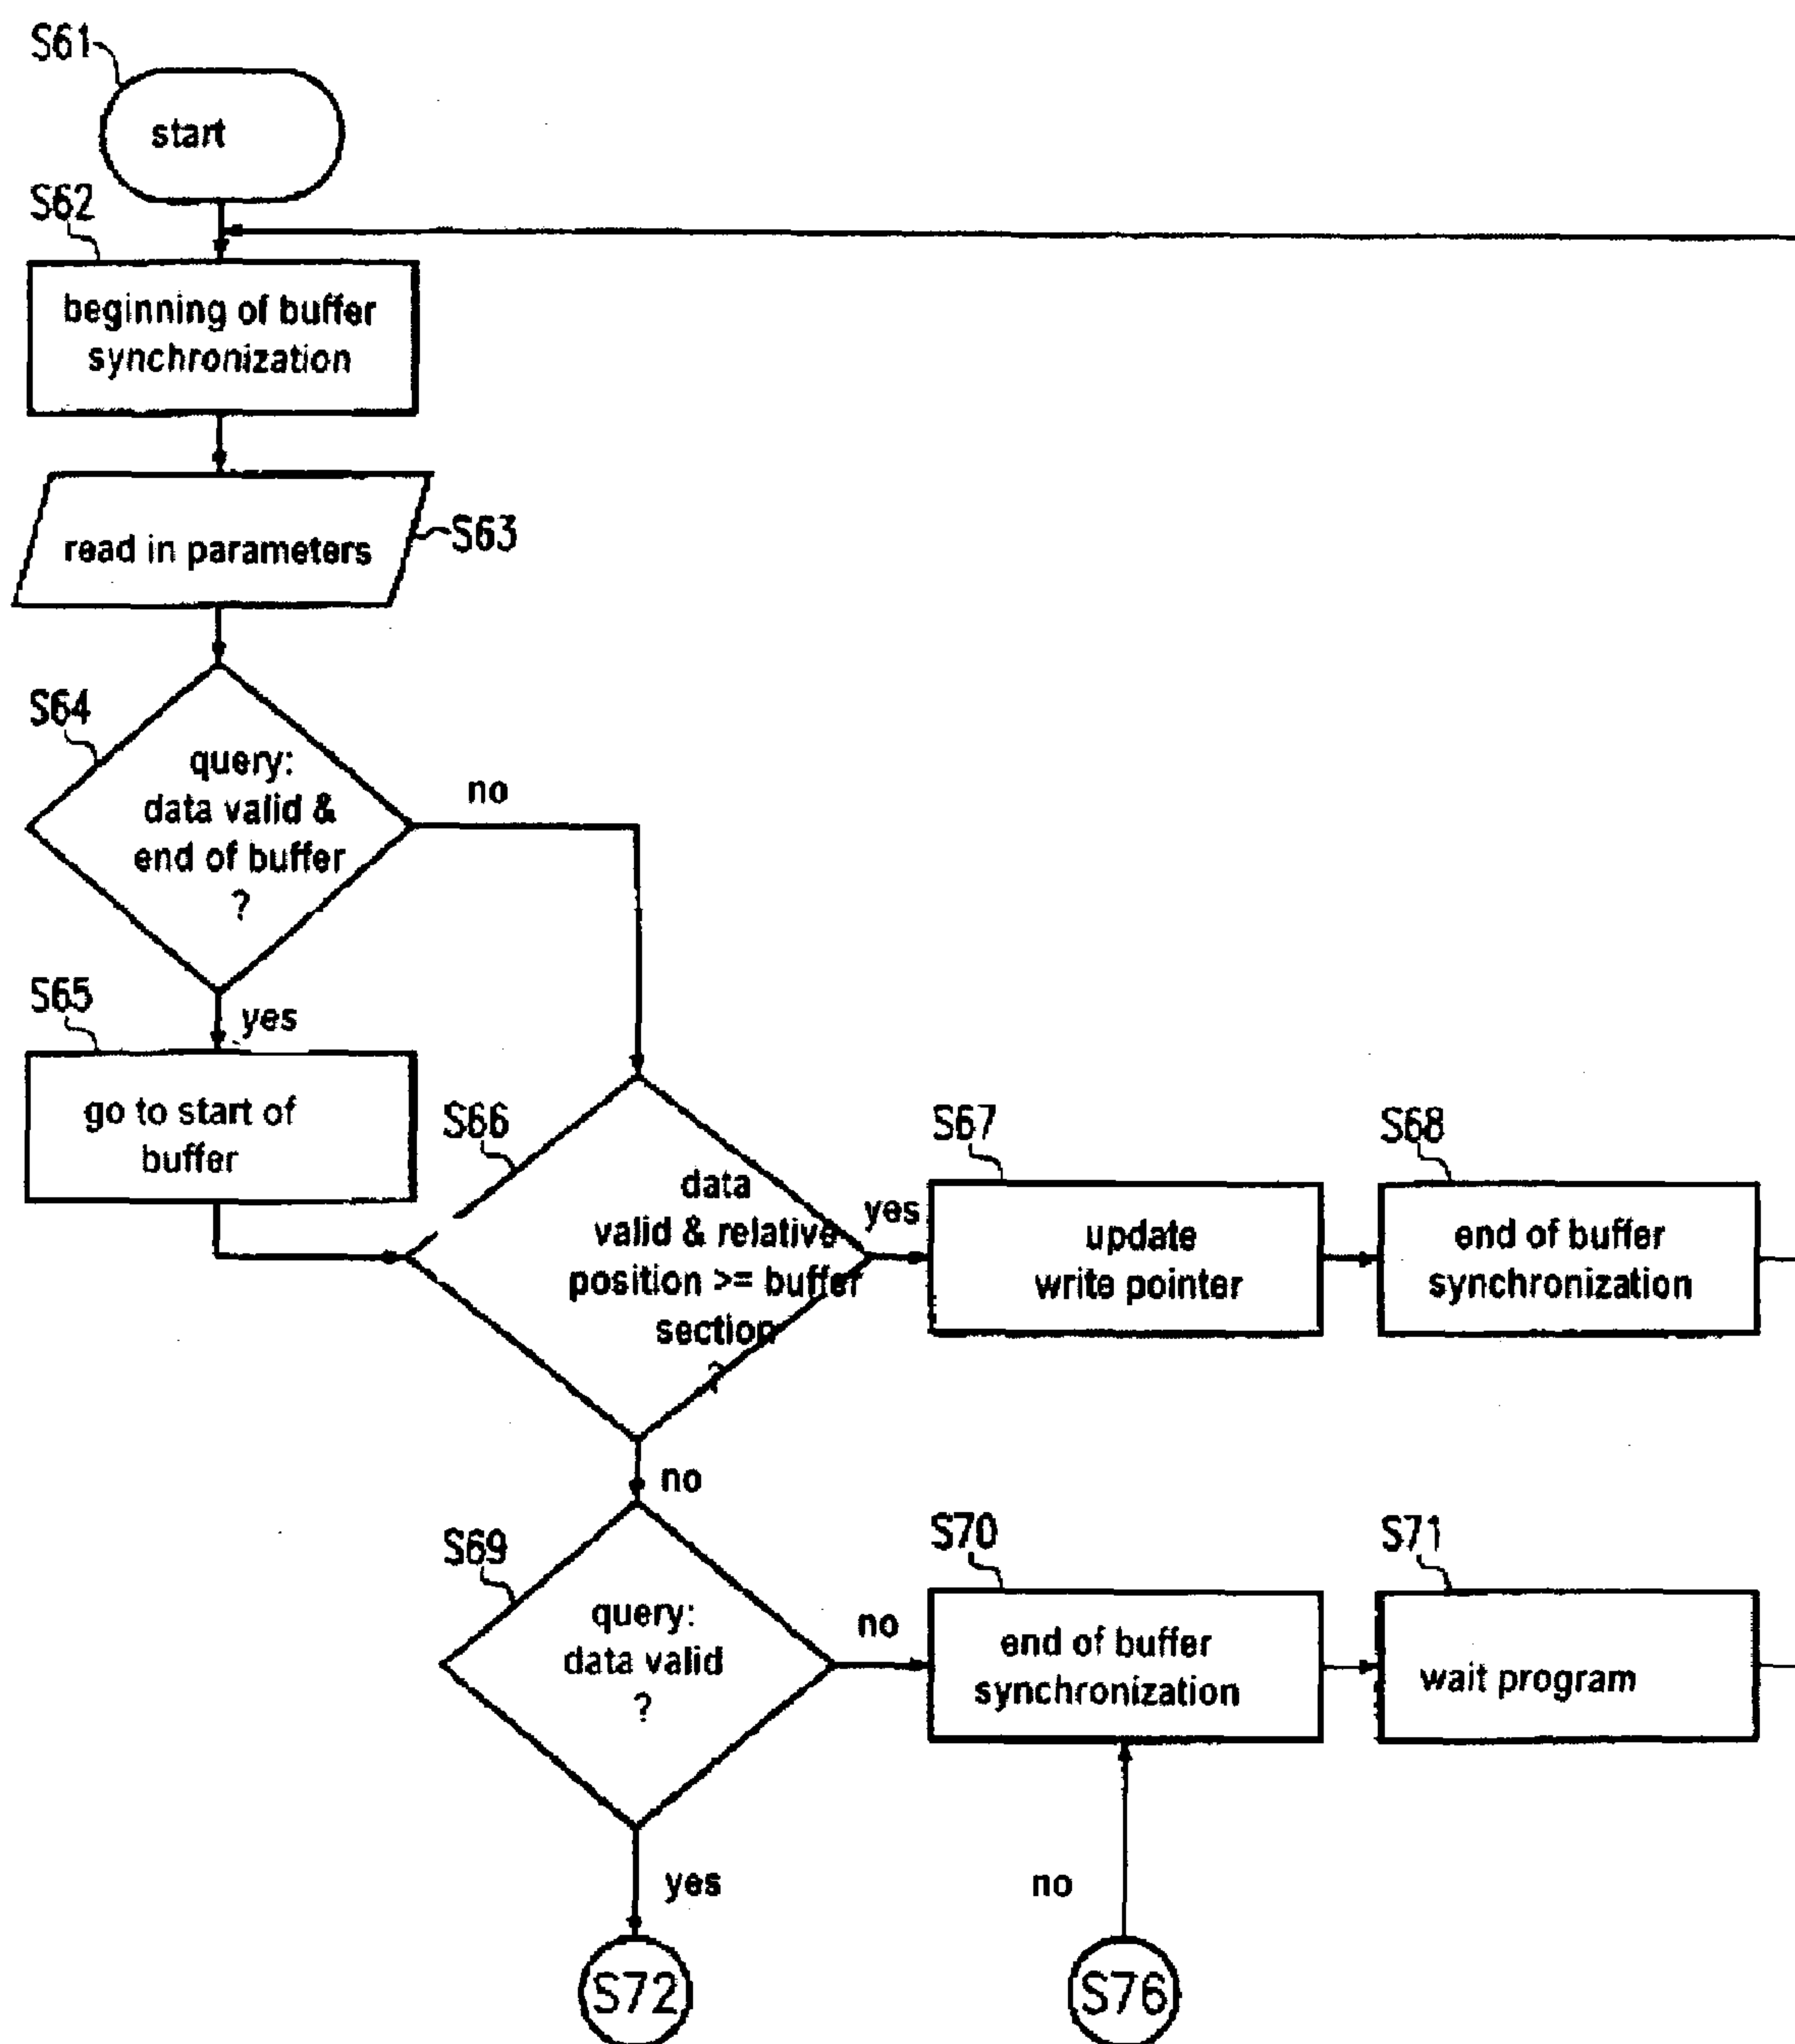 S61
start
S62
beginning of buffer
synchronization
read in parameters
S63
S64
query:
data valid &
end of buffer
?
no
yes
S65
go to start of
buffer
S66
data
valid & relative
position >= buffer
section
?
yes
S67
update
write pointer
S68
end of buffer
synchronization
no
S69
query:
data valid
?
no
S70
end of buffer
synchronization
S71
wait program
yes
no
S72
S76